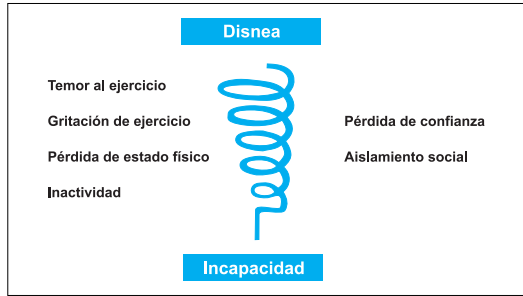 Disnea
Temor al ejercicio
Gritación de ejercicio
Pérdida de confianza
Pérdida de estado físico
Aislamiento social
Inactividad
Incapacidad